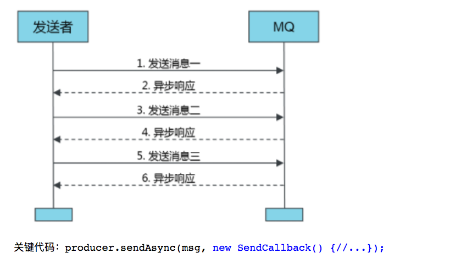 发送者 MQ
1. 发送消息一
2. 异步响应
3. 发送消息二
4. 异步响应
5. 发送消息三
6. 异步响应
关键代码：producer.sendAsync(msg, new SendCallback() {//...});